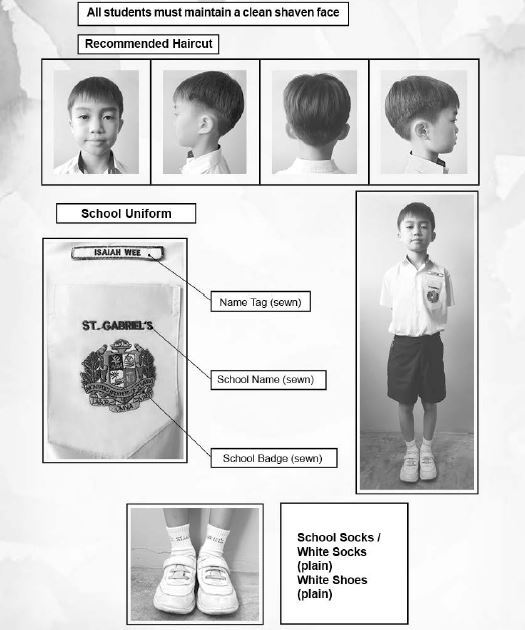 All students must maintain a clean shaven face
Recommended Haircut
School Uniform
ISAIAH WEE
Name Tag (sewn)
ST. GABRIEL'S
School Name (sewn)
School Badge (sewn)
School Socks /
White Socks
(plain)
White Shoes
(plain)